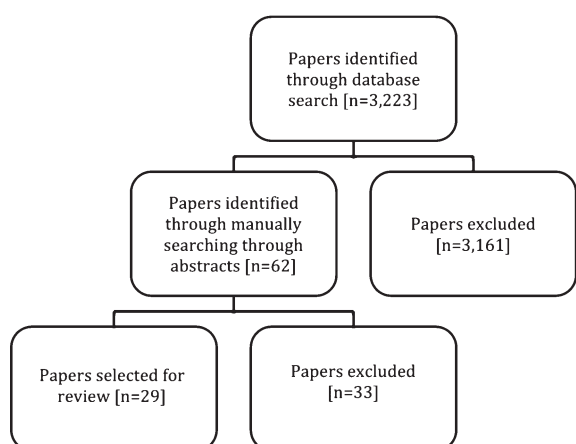 Papers identified
through database
search [n=3,223]
Papers identified
through manually
searching through
abstracts [n=62]
Papers excluded
[n=3,161]
Papers selected for
review [n=29]
Papers excluded
[n=33]